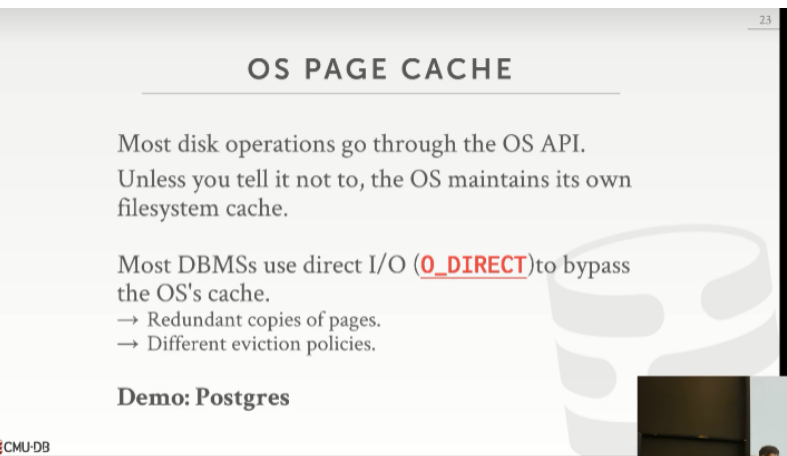 23
OS PAGE CACHE
Most disk operations go through the OS API.
Unless you tell it not to, the OS maintains its own
filesystem cache.
Most DBMSs use direct I/O (O_DIRECT)to bypass
the OS's cache.
→ Redundant copies of pages.
→ Different eviction policies.
Demo: Postgres
CMU·DB